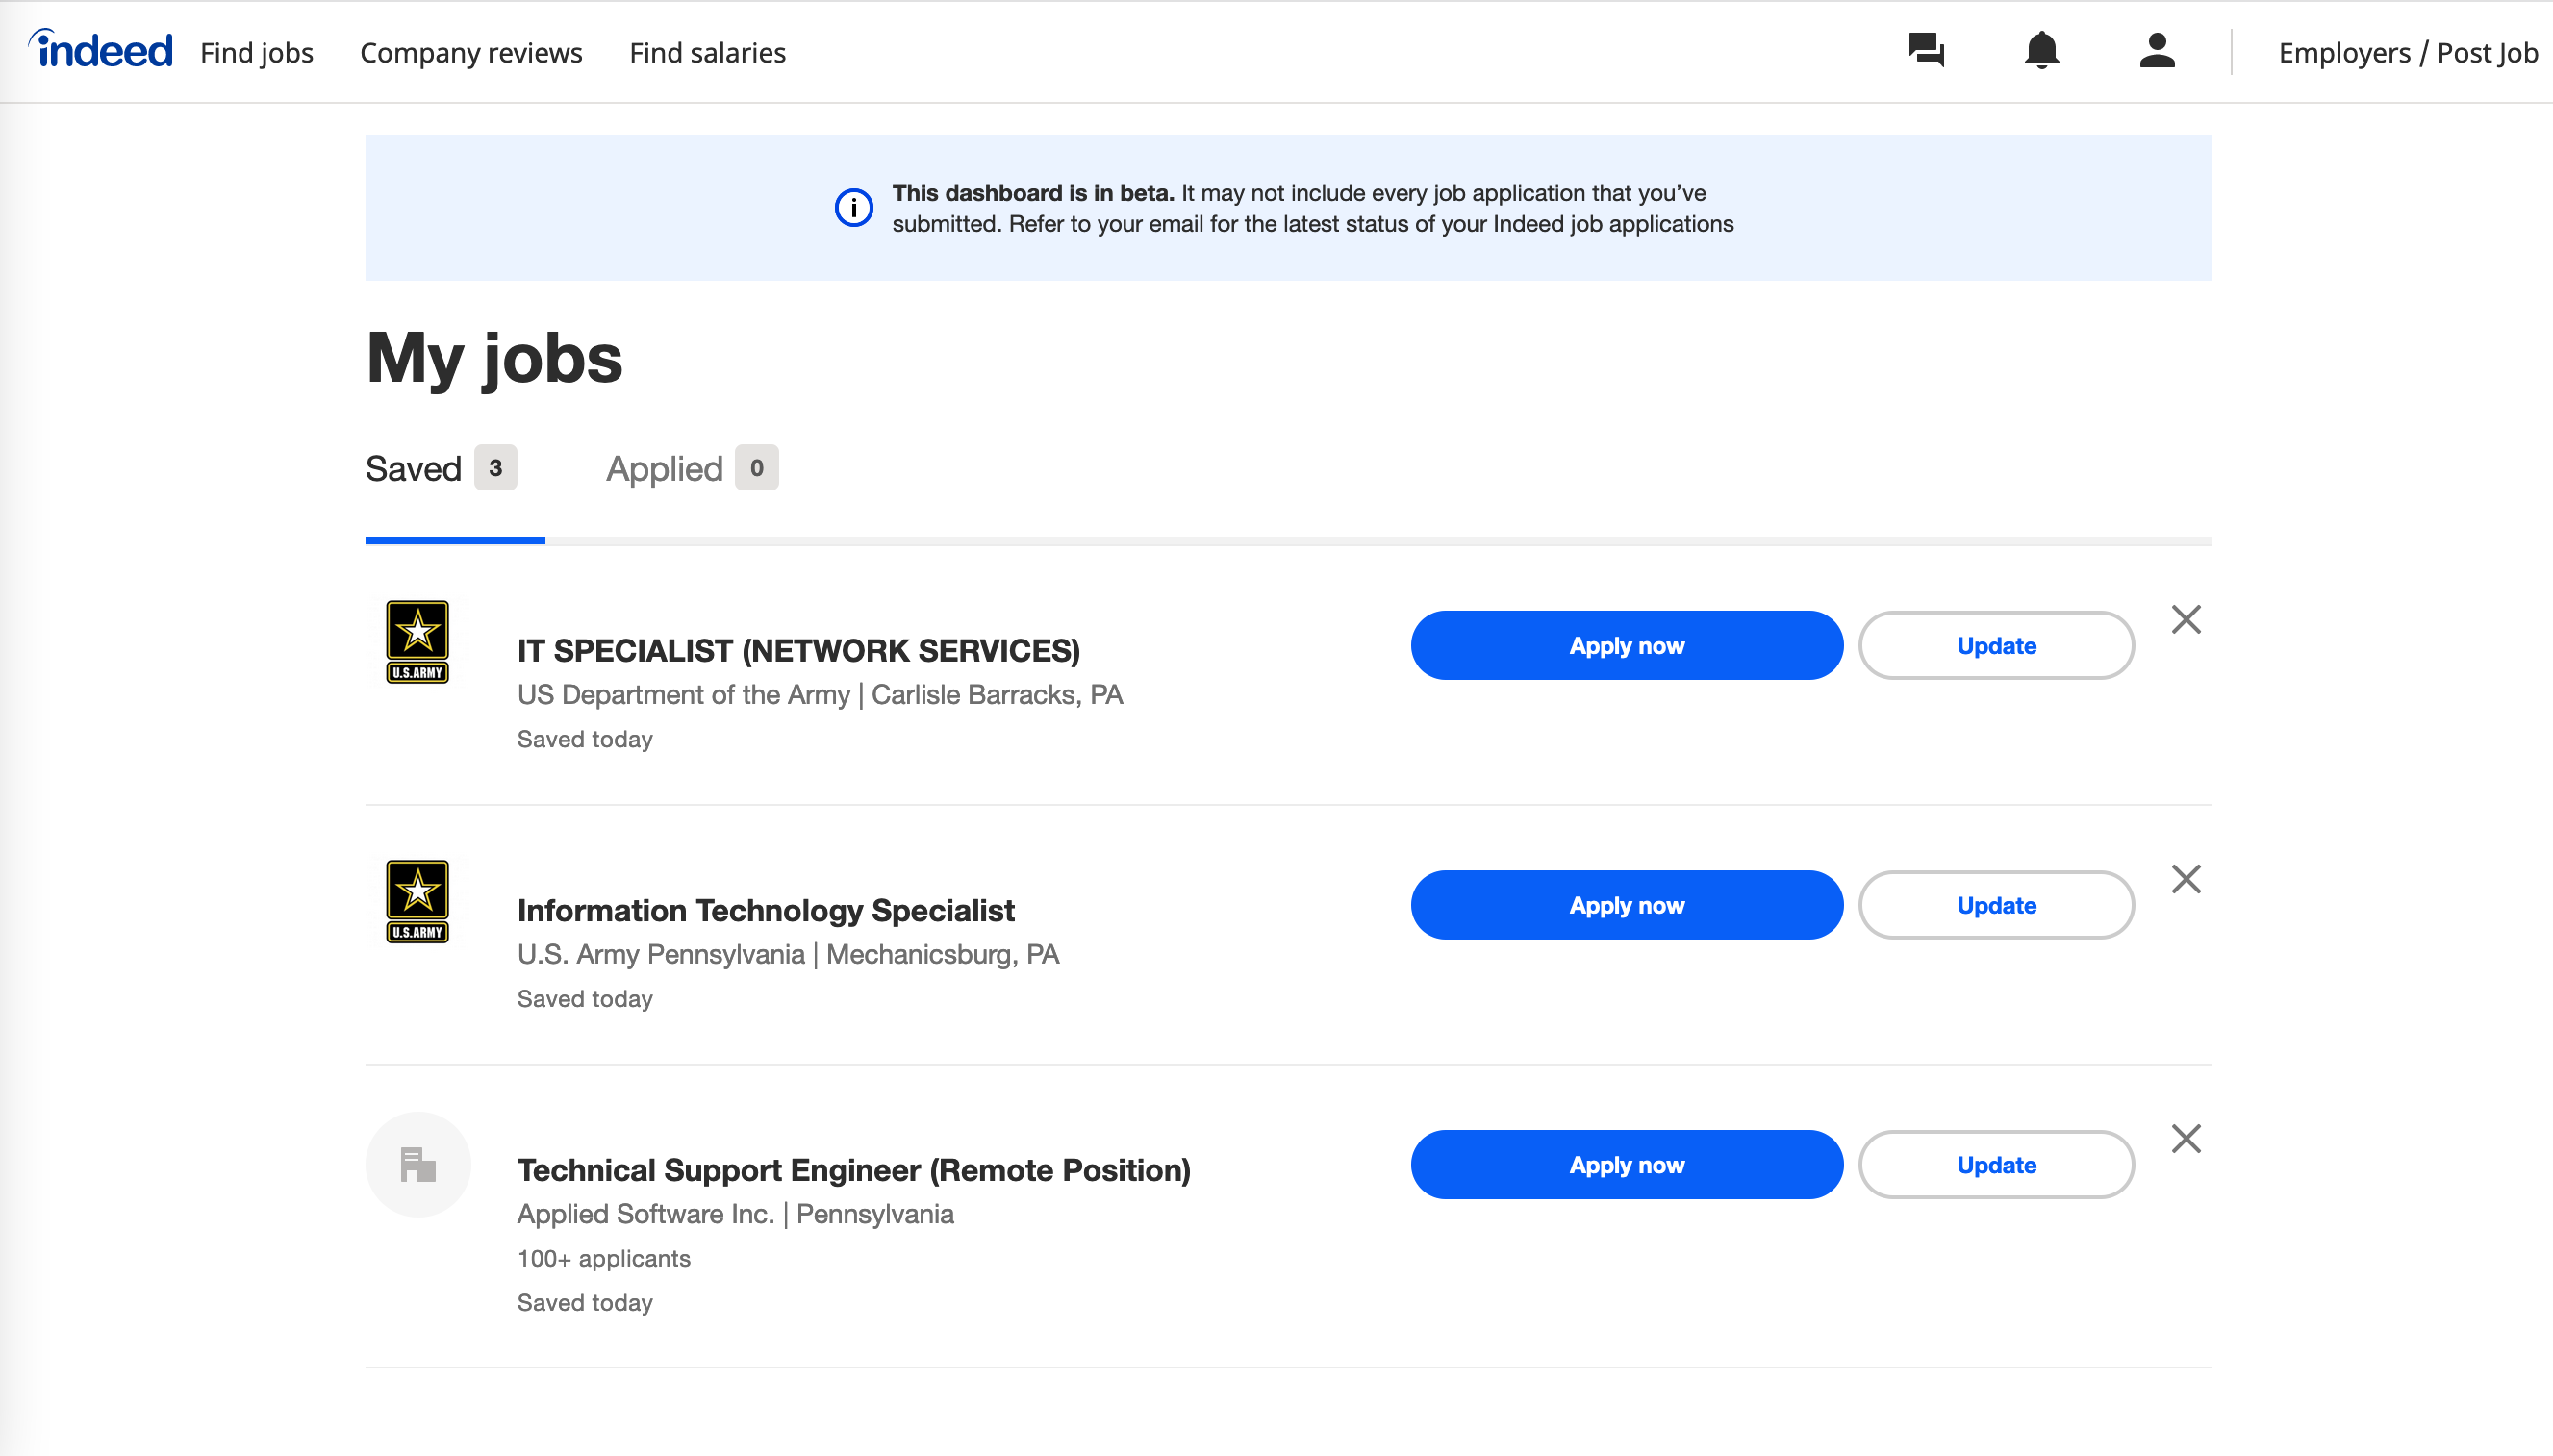 indeed Find jobs Company reviews Find salaries Employers / Post Job
This dashboard is in beta. It may not include every job application that you’ve
submitted. Refer to your email for the latest status of your Indeed job applications
My jobs
Saved 3 Applied 0
U.S.ARMY
IT SPECIALIST (NETWORK SERVICES)
US Department of the Army | Carlisle Barracks, PA
Saved today
Apply now Update
U.S.ARMY
Information Technology Specialist
U.S. Army Pennsylvania | Mechanicsburg, PA
Saved today
Apply now Update
Technical Support Engineer (Remote Position)
Applied Software Inc. | Pennsylvania
100+ applicants
Saved today
Apply now Update